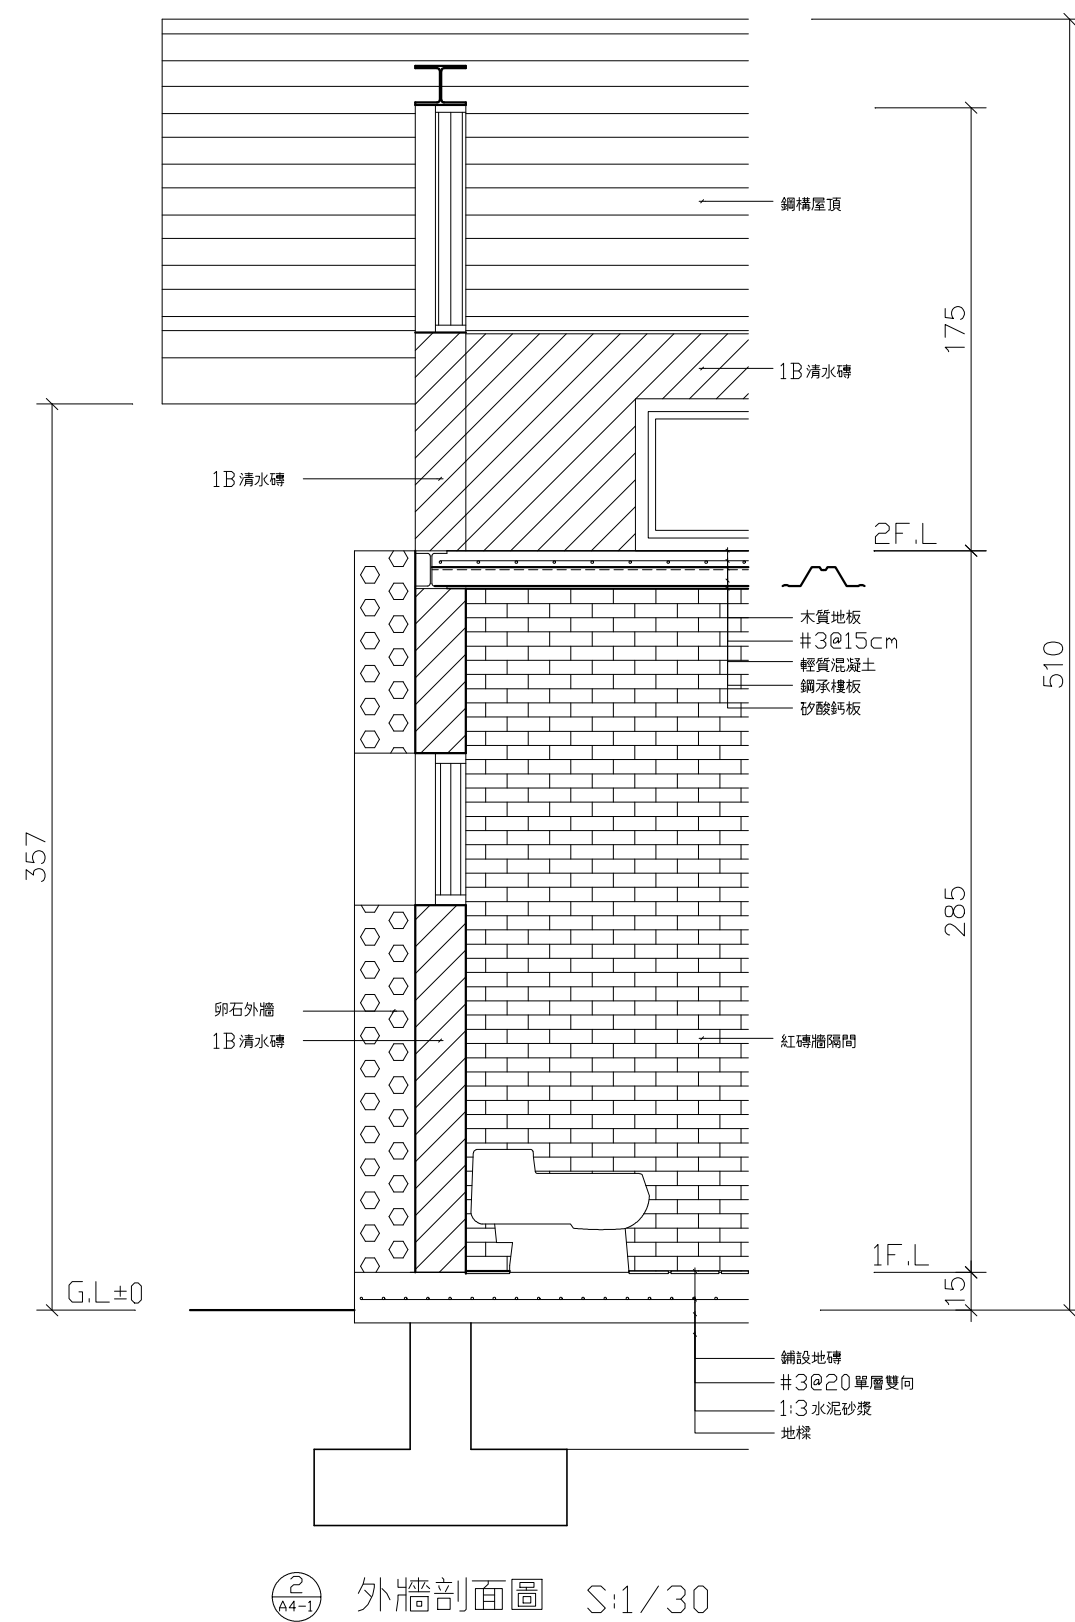 鋼構屋頂
175
1B清水磚
1B清水磚
2F.L
木質地板
#3@15cm
輕質混凝土
鋼承樓板
矽酸鈣板
510
357
285
卵石外牆
1B清水磚
紅磚牆隔間
1F.L
15
G.L±0
舖設地磚
#3@20單層雙向
1:3水泥砂漿
地樑
2
A4-1
外牆剖面圖 S:1/30